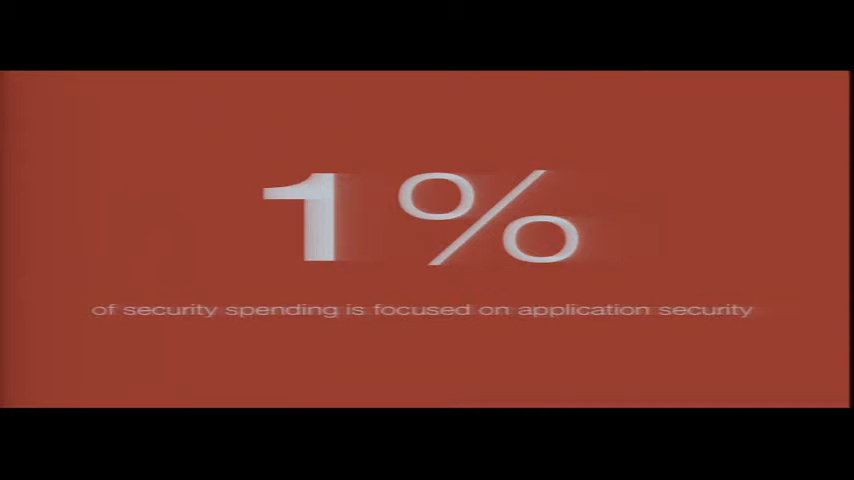 1%
of security spending is focused on application security